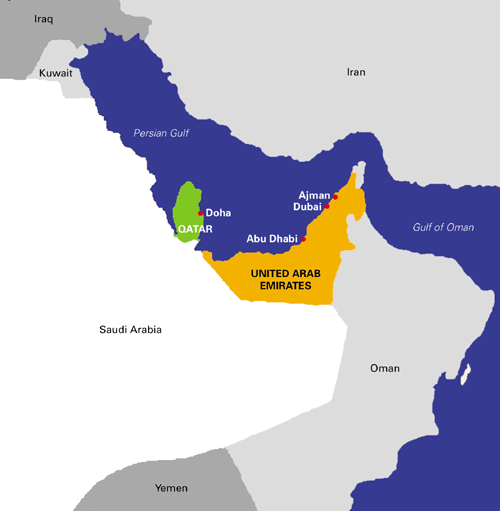 Iraq
Kuwait
Iran
Persian Gulf
Ajman
Dubai
Doha
QATAR
Gulf of Oman
Abu Dhabi
UNITED ARAB
EMIRATES
Saudi Arabia
Oman
Yemen